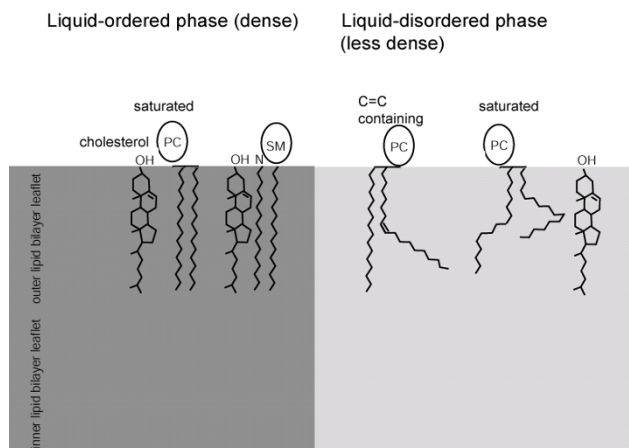 Liquid-ordered phase (dense)
Liquid-disordered phase
(less dense)
saturated
cholesterol
PC
OH
OH
N
SM
C=C
containing
PC
saturated
PC
OH
outer lipid bilayer leaflet
inner lipid bilayer leaflet